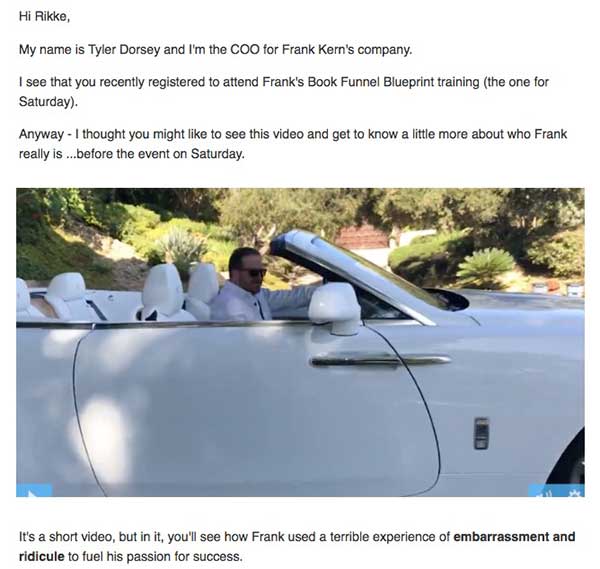 Hi Rikke,
My name is Tyler Dorsey and I'm the COO for Frank Kern's company.
I see that you recently registered to attend Frank's Book Funnel Blueprint training (the one for
Saturday).
Anyway - I thought you might like to see this video and get to know a little more about who Frank
really is ...before the event on Saturday.
It's a short video, but in it, you'll see how Frank used a terrible experience of embarrassment and
ridicule to fuel his passion for success.